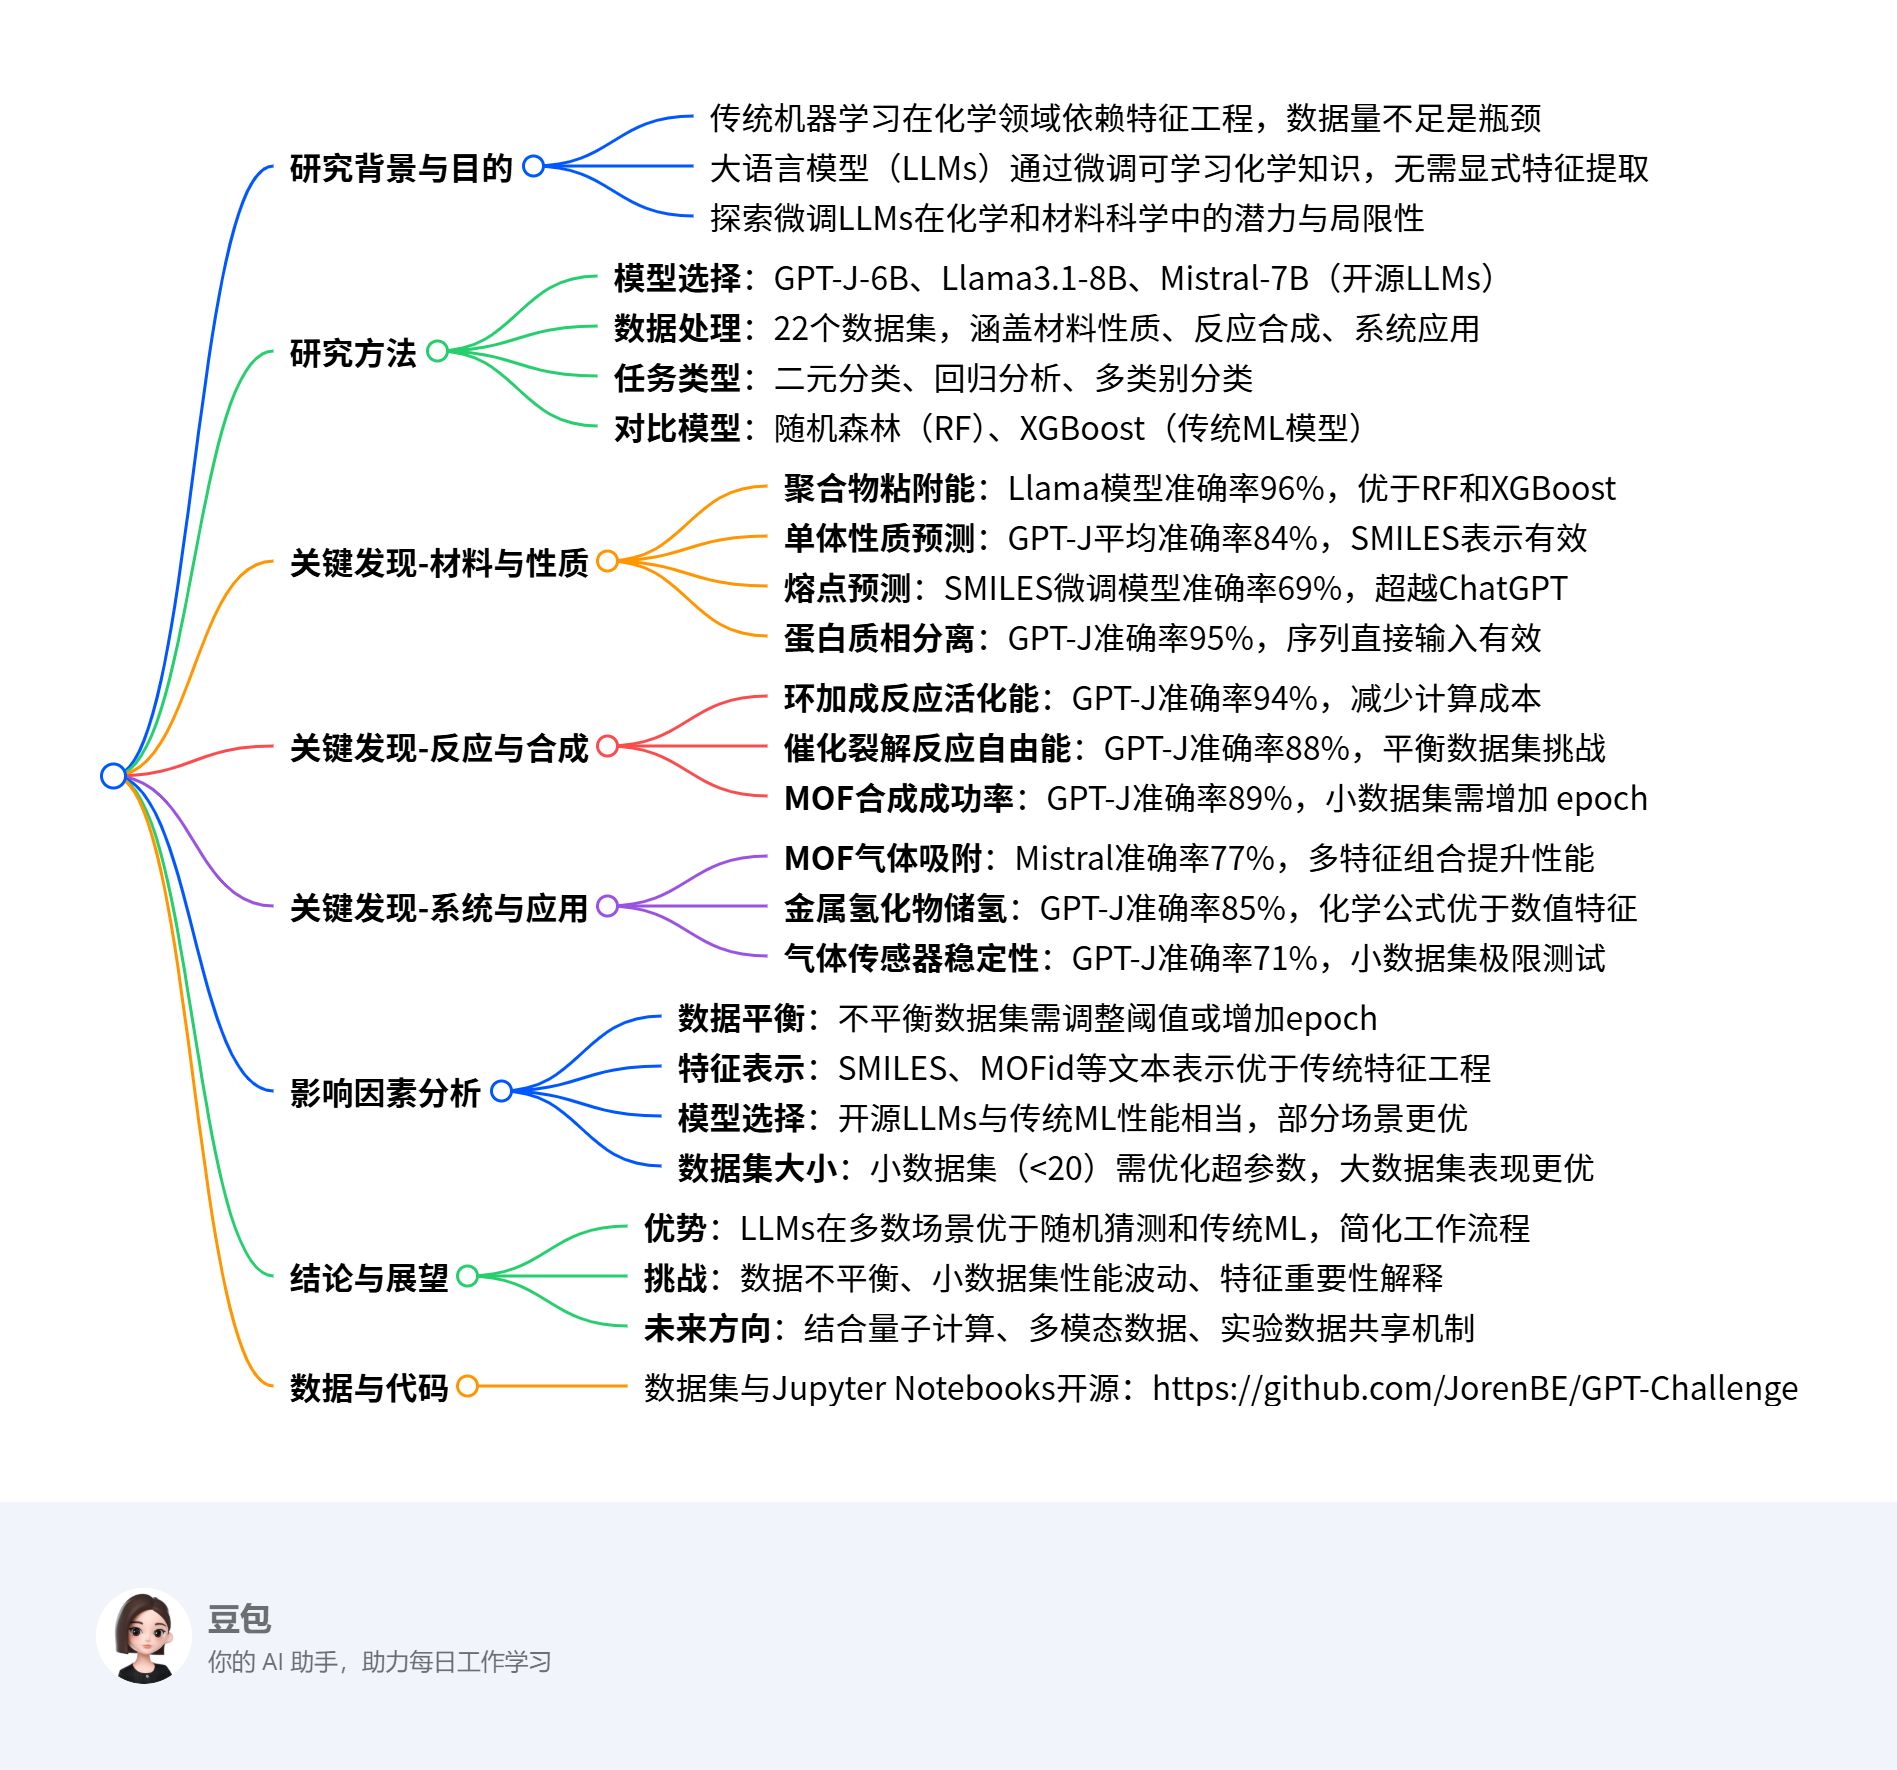 研究背景与目的
传统机器学习在化学领域依赖特征工程，数据量不足是瓶颈
大语言模型（LLMs）通过微调可学习化学知识，无需显式特征提取
探索微调LLMs在化学和材料科学中的潜力与局限性
研究方法
模型选择：GPT-J-6B、Llama3.1-8B、Mistral-7B（开源LLMs）
数据处理：22个数据集，涵盖材料性质、反应合成、系统应用
任务类型：二元分类、回归分析、多类别分类
对比模型：随机森林（RF）、XGBoost（传统ML模型）
关键发现-材料与性质
聚合物粘附能：Llama模型准确率96%，优于RF和XGBoost
单体性质预测：GPT-J平均准确率84%，SMILES表示有效
熔点预测：SMILES微调模型准确率69%，超越ChatGPT
蛋白质相分离：GPT-J准确率95%，序列直接输入有效
关键发现-反应与合成
环加成反应活化能：GPT-J准确率94%，减少计算成本
催化裂解反应自由能：GPT-J准确率88%，平衡数据集挑战
MOF合成成功率：GPT-J准确率89%，小数据集需增加 epoch
关键发现-系统与应用
MOF气体吸附：Mistral准确率77%，多特征组合提升性能
金属氢化物储氢：GPT-J准确率85%，化学公式优于数值特征
气体传感器稳定性：GPT-J准确率71%，小数据集极限测试
影响因素分析
数据平衡：不平衡数据集需调整阈值或增加epoch
特征表示：SMILES、MOFid等文本表示优于传统特征工程
模型选择：开源LLMs与传统ML性能相当，部分场景更优
数据集大小：小数据集（<20）需优化超参数，大数据集表现更优
结论与展望
优势：LLMs在多数场景优于随机猜测和传统ML，简化工作流程
挑战：数据不平衡、小数据集性能波动、特征重要性解释
未来方向：结合量子计算、多模态数据、实验数据共享机制
数据与代码
数据集与Jupyter Notebooks开源：https://github.com/JorenBE/GPT-Challenge
豆包
你的 AI 助手，助力每日工作学习